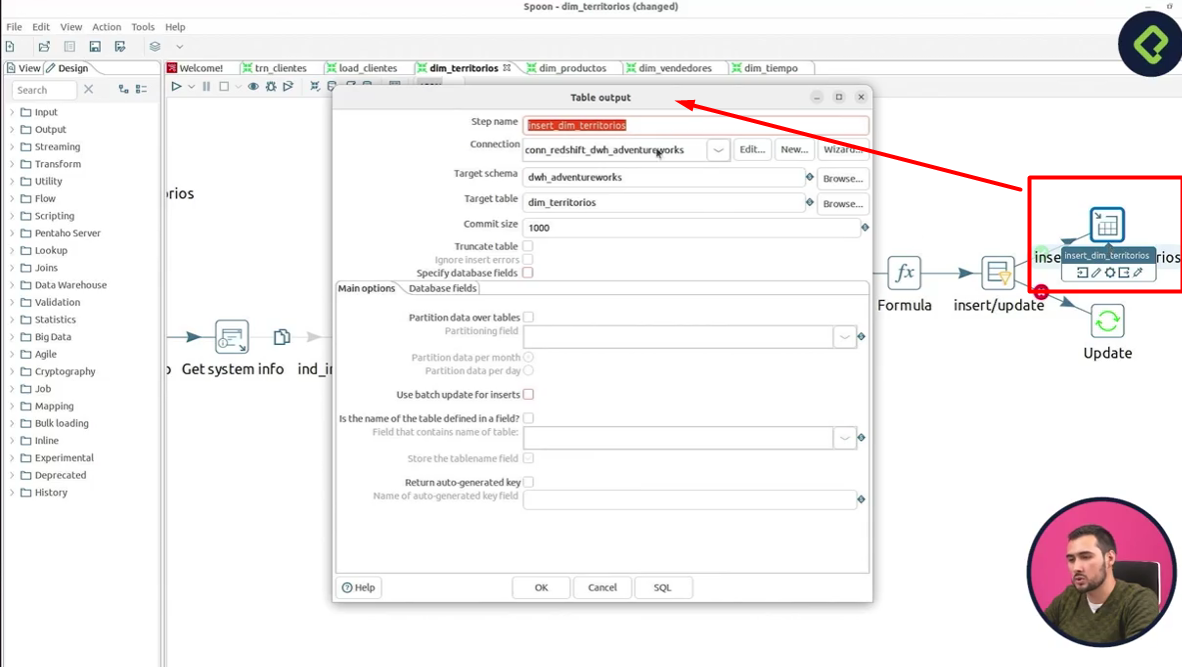 Spoon - dim_territorios (changed)
File Edit View Action Tools Help
View Design
Welcome! trn_clientes load_clientes dim_territorios dim_productos dim_vendedores dim_tiempo
Search
Input
Output
Streaming
Transform
Utility
Flow
Scripting
Pentaho Server
Lookup
Joins
Data Warehouse
Validation
Statistics
Big Data
Agile
Cryptography
Job
Mapping
Bulk loading
Inline
Experimental
Deprecated
History
rios
Get system info
ind_in
Table output
Step name insert_dim_territorios
Connection conn_redshift_dwh_adventureworks Edit... New... Wizard...
Target schema dwh_adventureworks Browse...
Target table dim_territorios Browse...
Commit size 1000
Truncate table
Ignore insert errors
Specify database fields
Main options Database fields
Partition data over tables
Partitioning field
Partition data per month
Partition data per day
Use batch update for inserts
Is the name of the table defined in a field?
Field that contains name of table:
Store the tablename field
Return auto-generated key
Name of auto-generated key field
Help OK Cancel SQL
Formula
insert/update
insert_dim_territorios
Update